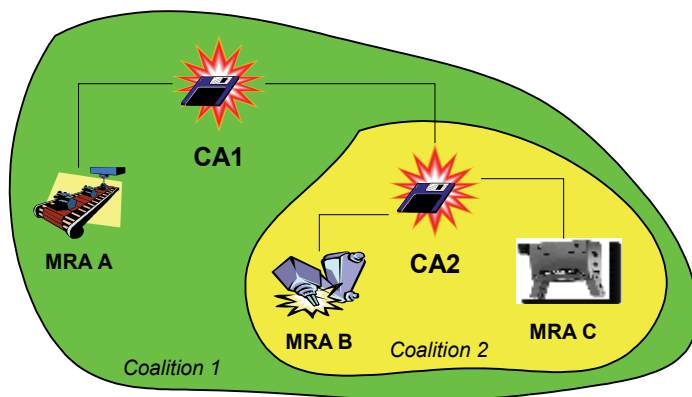 CA1
MRA A
CA2
MRA B
MRA C
Coalition 1
Coalition 2